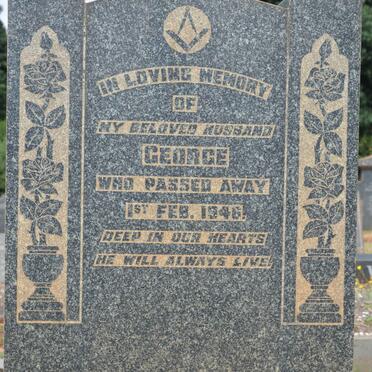 IN LOVING MEMORY
OF
MY BELOVED HUSBAND
GEORGE
WHO PASSED AWAY
1ST FEB. 1946.
DEEP IN OUR HEARTS
HE WILL ALWAYS LIVE